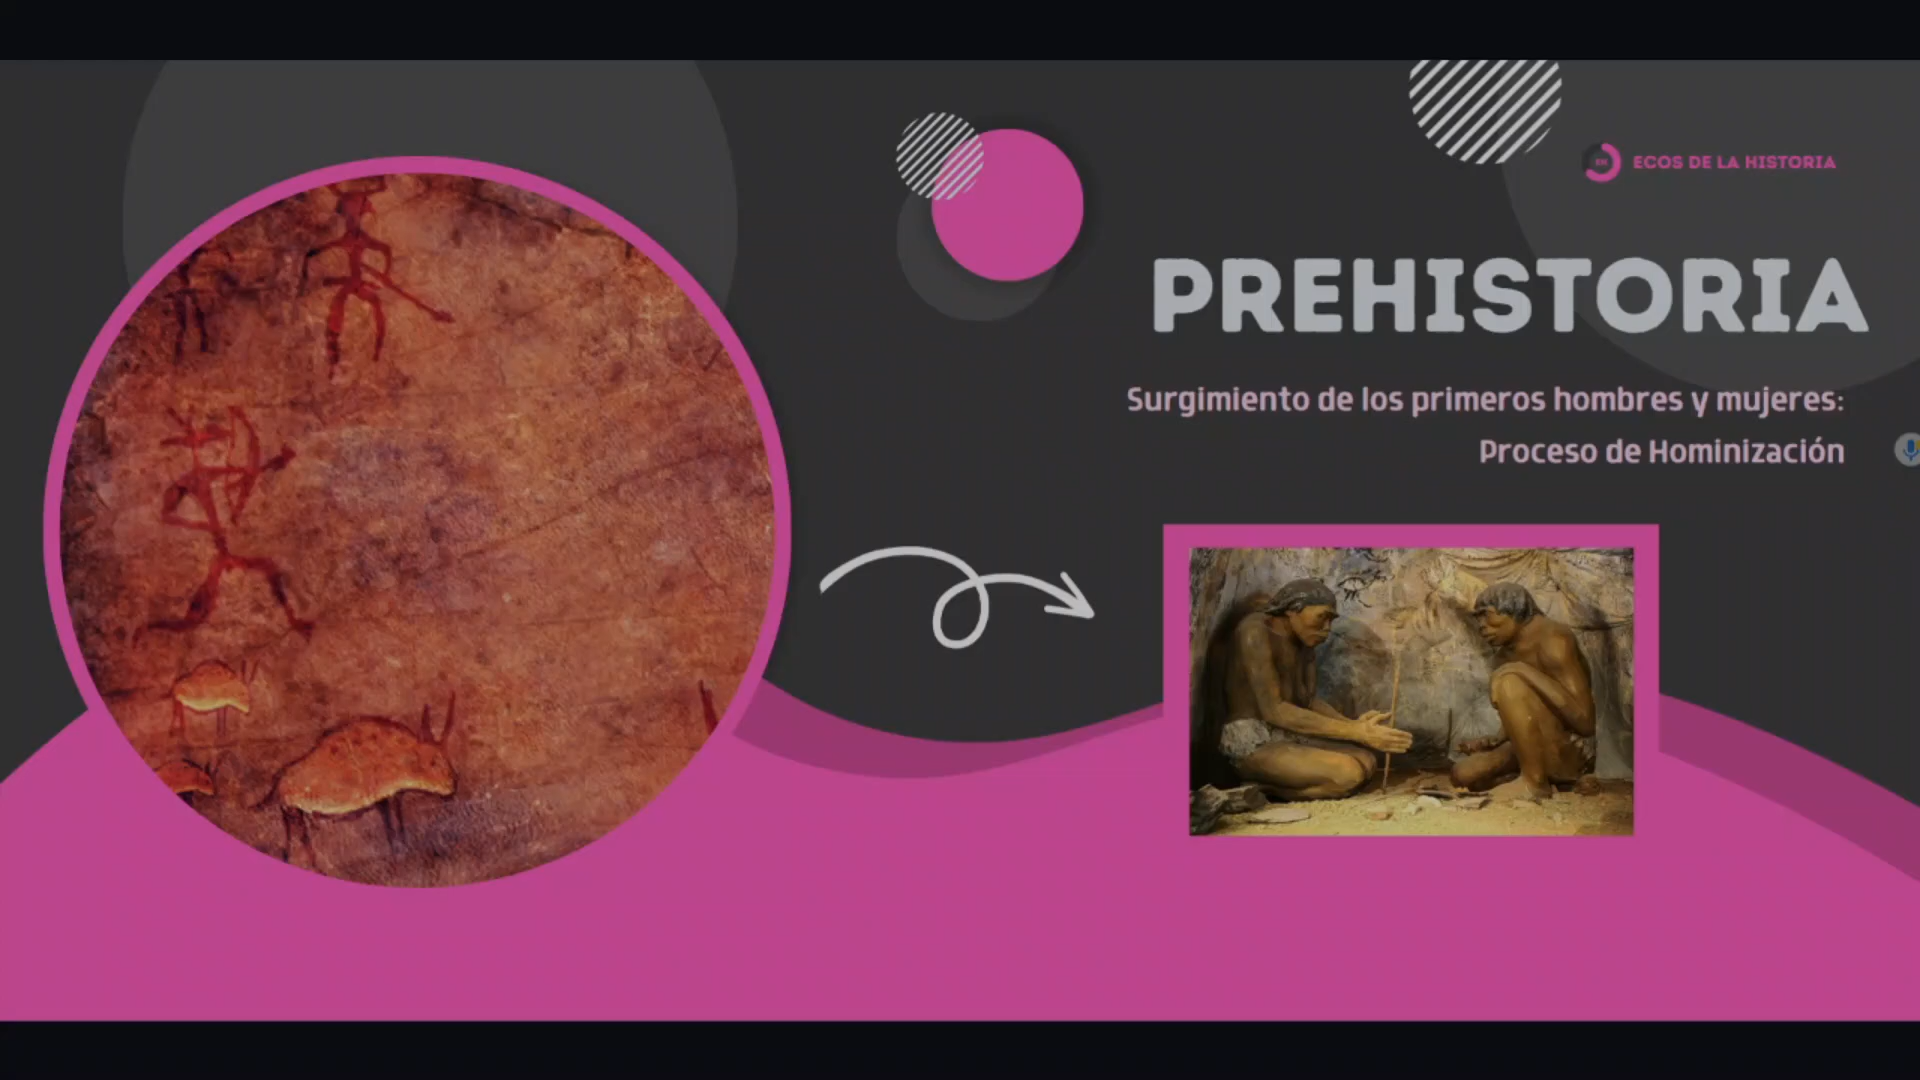 ECOS DE LA HISTORIA
PREHISTORIA
Surgimiento de los primeros hombres y mujeres:
Proceso de Hominización